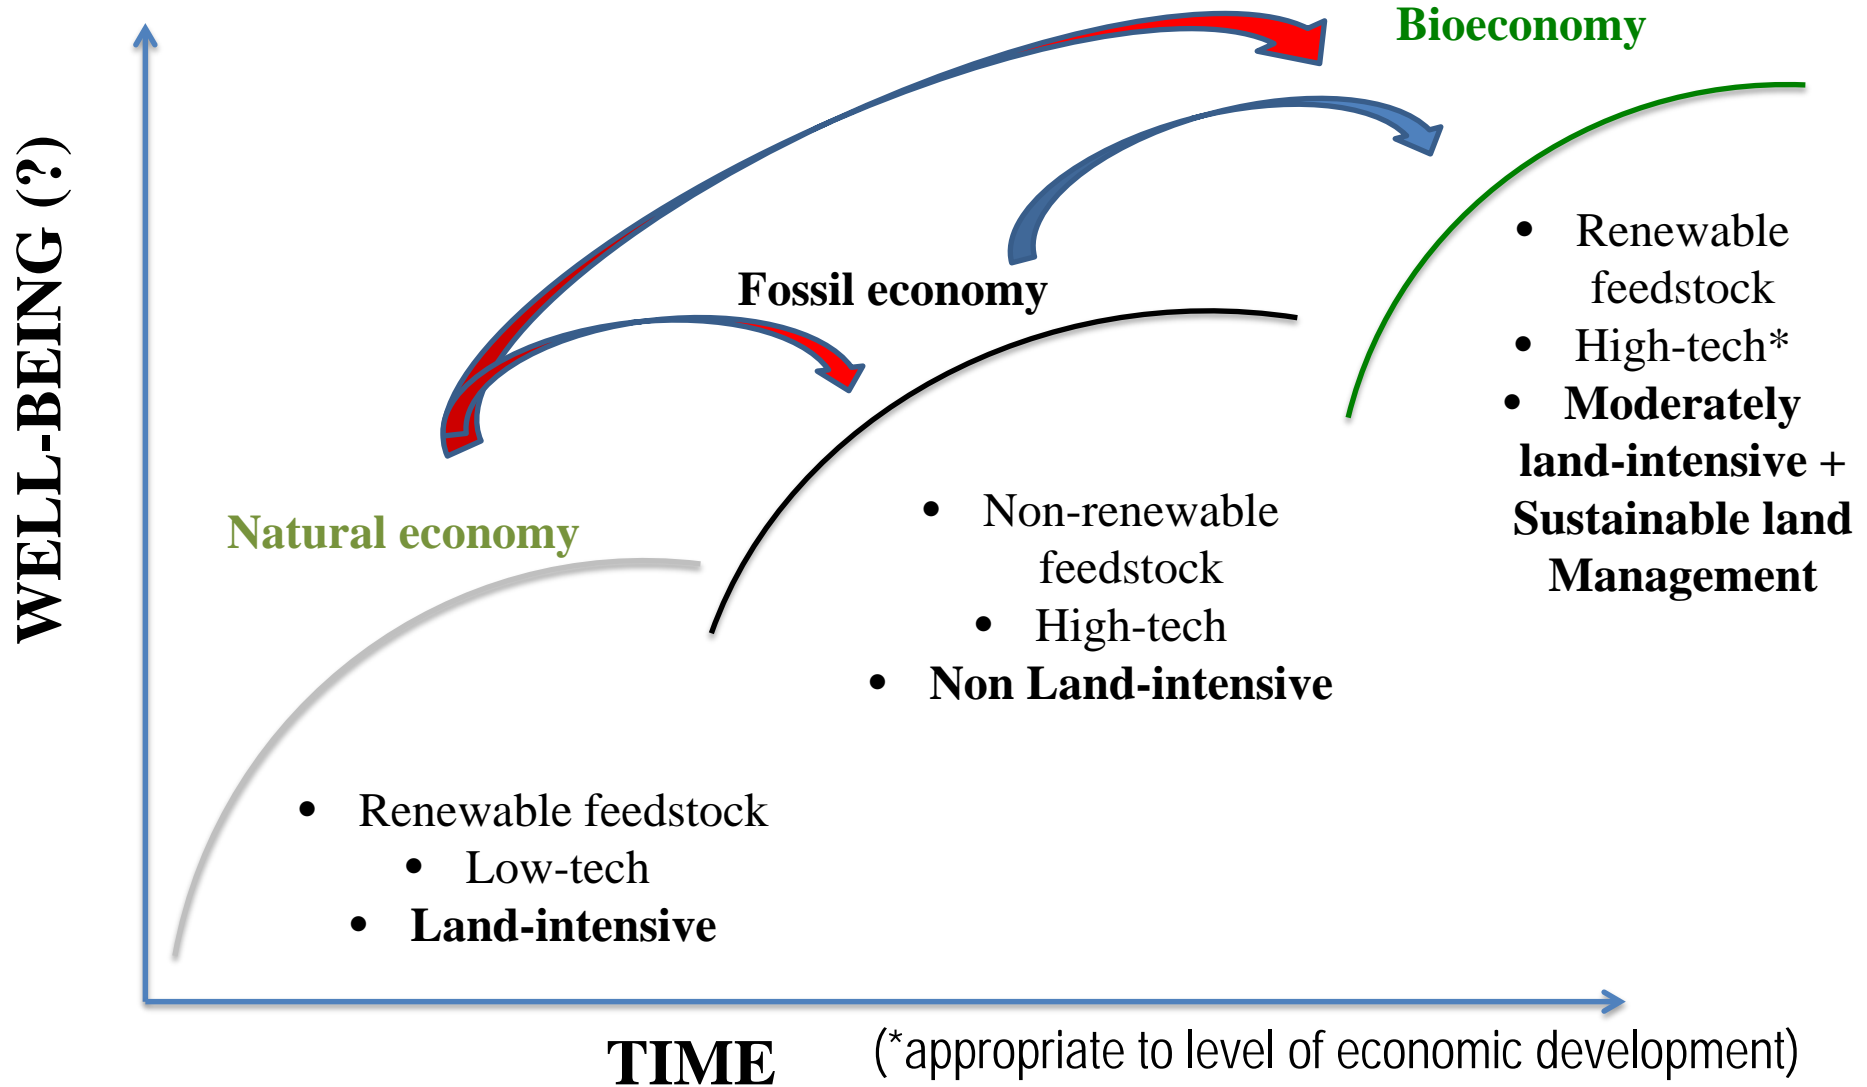 Bioeconomy
WELL-BEING (?)
• Renewable
feedstock
• High-tech*
• Moderately
land-intensive +
Sustainable land
Management
Fossil economy
• Non-renewable
feedstock
• High-tech
• Non Land-intensive
Natural economy
• Renewable feedstock
• Low-tech
• Land-intensive
TIME
(*appropriate to level of economic development)